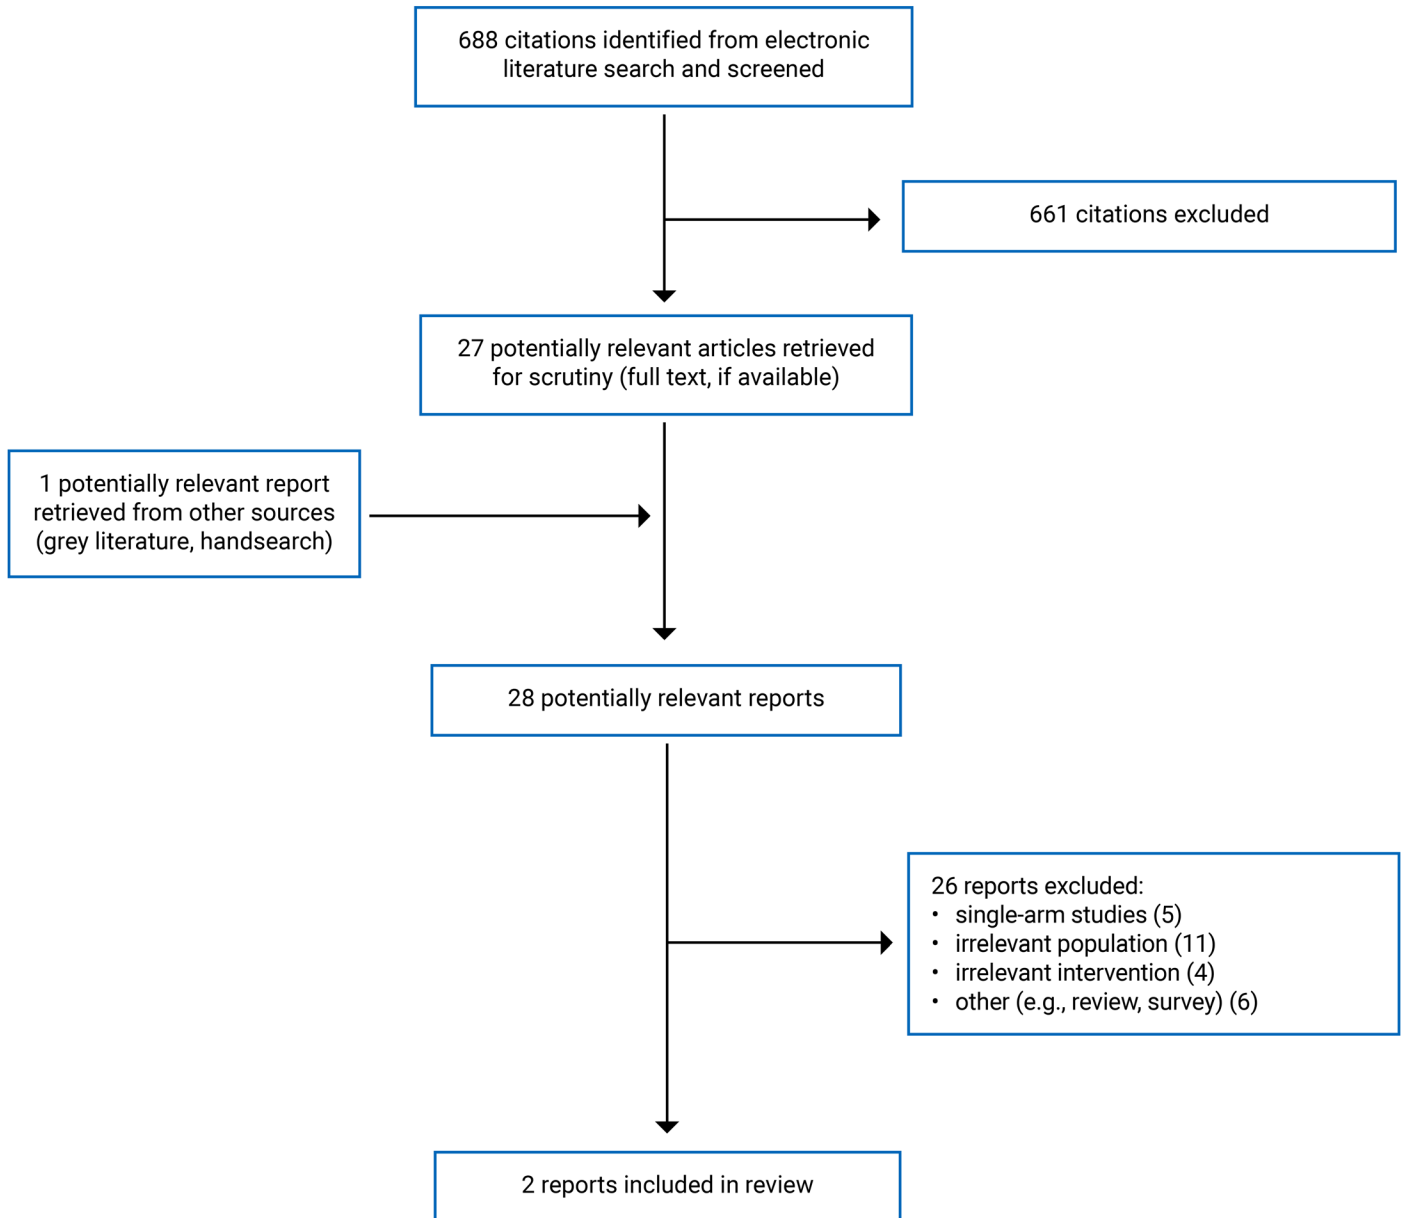 688 citations identified from electronic
literature search and screened
661 citations excluded
27 potentially relevant articles retrieved
for scrutiny (full text, if available)
1 potentially relevant report
retrieved from other sources
(grey literature, handsearch)
28 potentially relevant reports
26 reports excluded:
• single-arm studies (5)
• irrelevant population (11)
• irrelevant intervention (4)
• other (e.g., review, survey) (6)
2 reports included in review